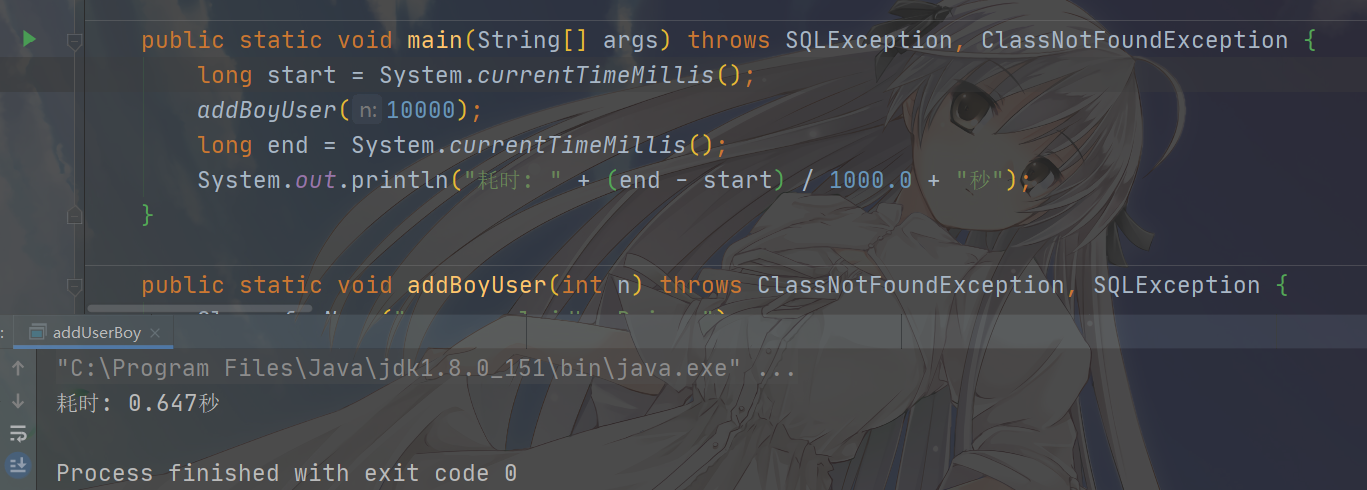 public static void main(String[] args) throws SQLException, ClassNotFoundException {
long start = System.currentTimeMillis();
addBoyUser( n: 10000);
long end = System.currentTimeMillis();
System.out.println("耗时: " + (end - start) / 1000.0 + "秒");
}
public static void addBoyUser(int n) throws ClassNotFoundException, SQLException {
addUserBoy
"C:\Program Files\Java\jdk1.8.0_151\bin\java.exe" ...
耗时: 0.647秒
Process finished with exit code 0